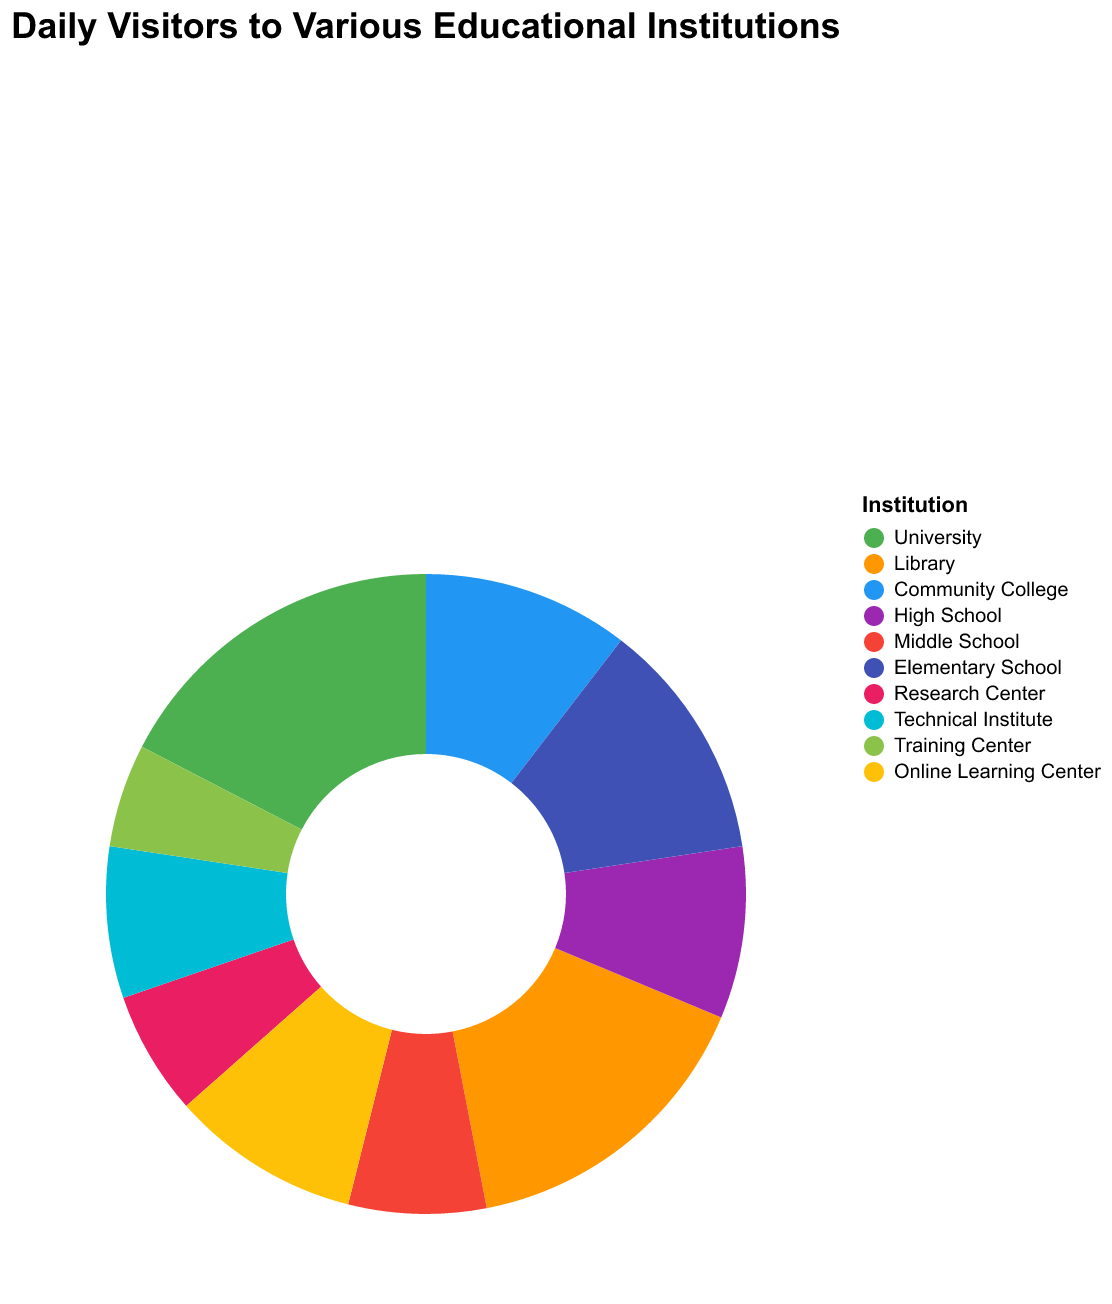 Daily Visitors to Various Educational Institutions
Institution
University
Library
Community College
High School
Middle School
Elementary School
Research Center
Technical Institute
Training Center
Online Learning Center